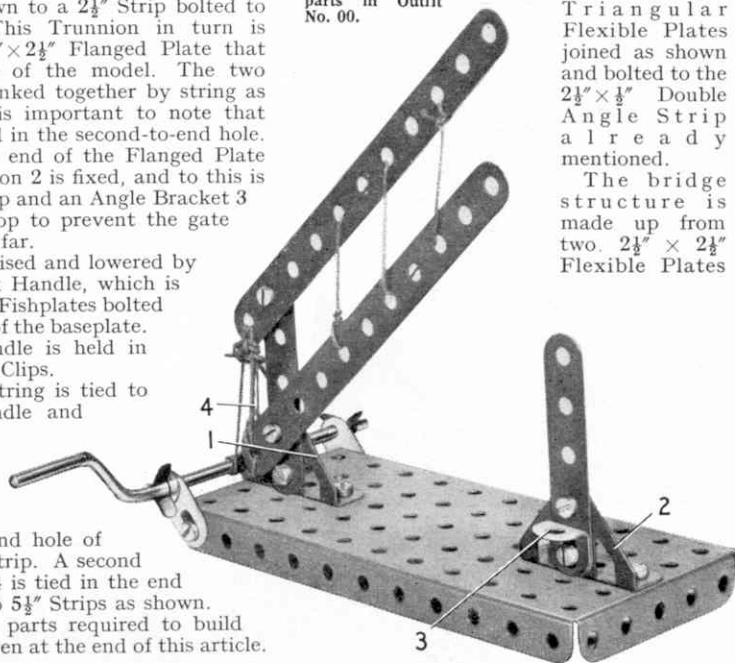 wn to a 2½″ Strip bolted to
This Trunnion in turn is
″×2½″ Flanged Plate that
of the model. The two
nked together by string as
is important to note that
d in the second-to-end hole.
end of the Flanged Plate
on 2 is fixed, and to this is
p and an Angle Bracket 3
op to prevent the gate
far.
ised and lowered by
Handle, which is
Fishplates bolted
of the baseplate.
ndle is held in
Clips.
tring is tied to
ndle and
nd hole of
trip. A second
is tied in the end
5½″ Strips as shown.
parts required to build
en at the end of this article.
parts in Outfit
No. 00.
Triangular
Flexible Plates
joined as shown
and bolted to the
2½″×½″ Double
Angle Strip
already
mentioned.
The bridge
structure is
made up from
two. 2½″ × 2½″
Flexible Plates
4
1
2
3